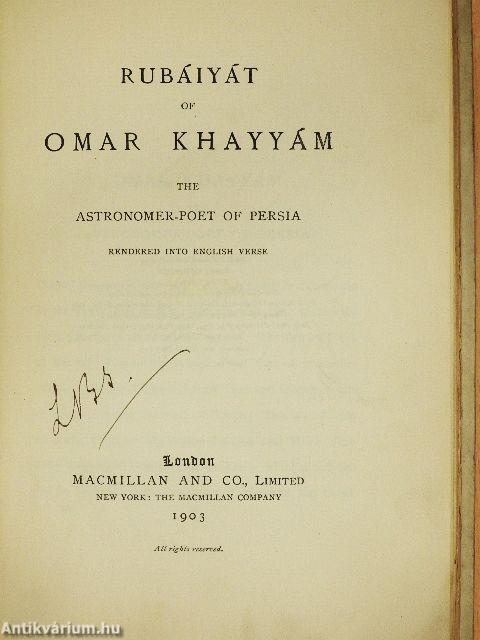 RUBÁIYÁT
OF
OMAR KHAYYÁM
THE
ASTRONOMER-POET OF PERSIA
RENDERED INTO ENGLISH VERSE
London
MACMILLAN AND CO., LIMITED
NEW YORK: THE MACMILLAN COMPANY
1903
All rights reserved.
Antikvárium.hu